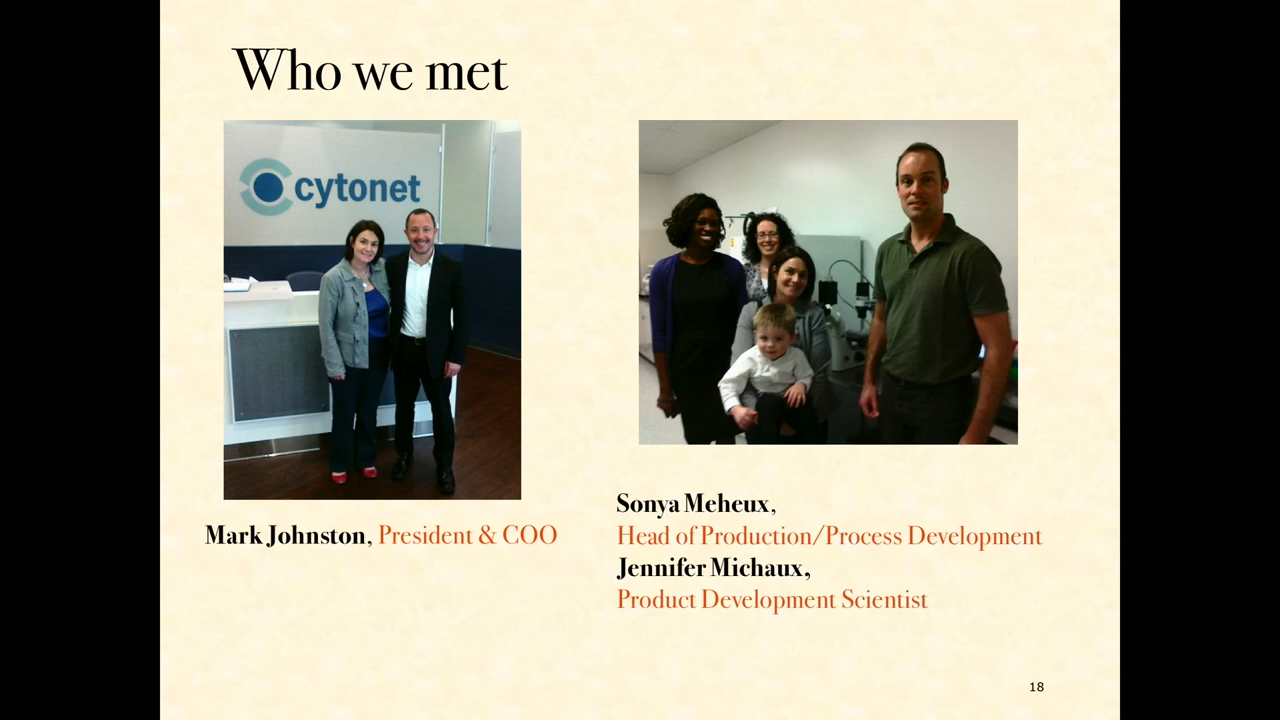 Who we met
cytonet
Mark Johnston, President & COO
Sonya Meheux,
Head of Production/Process Development
Jennifer Michaux,
Product Development Scientist
18